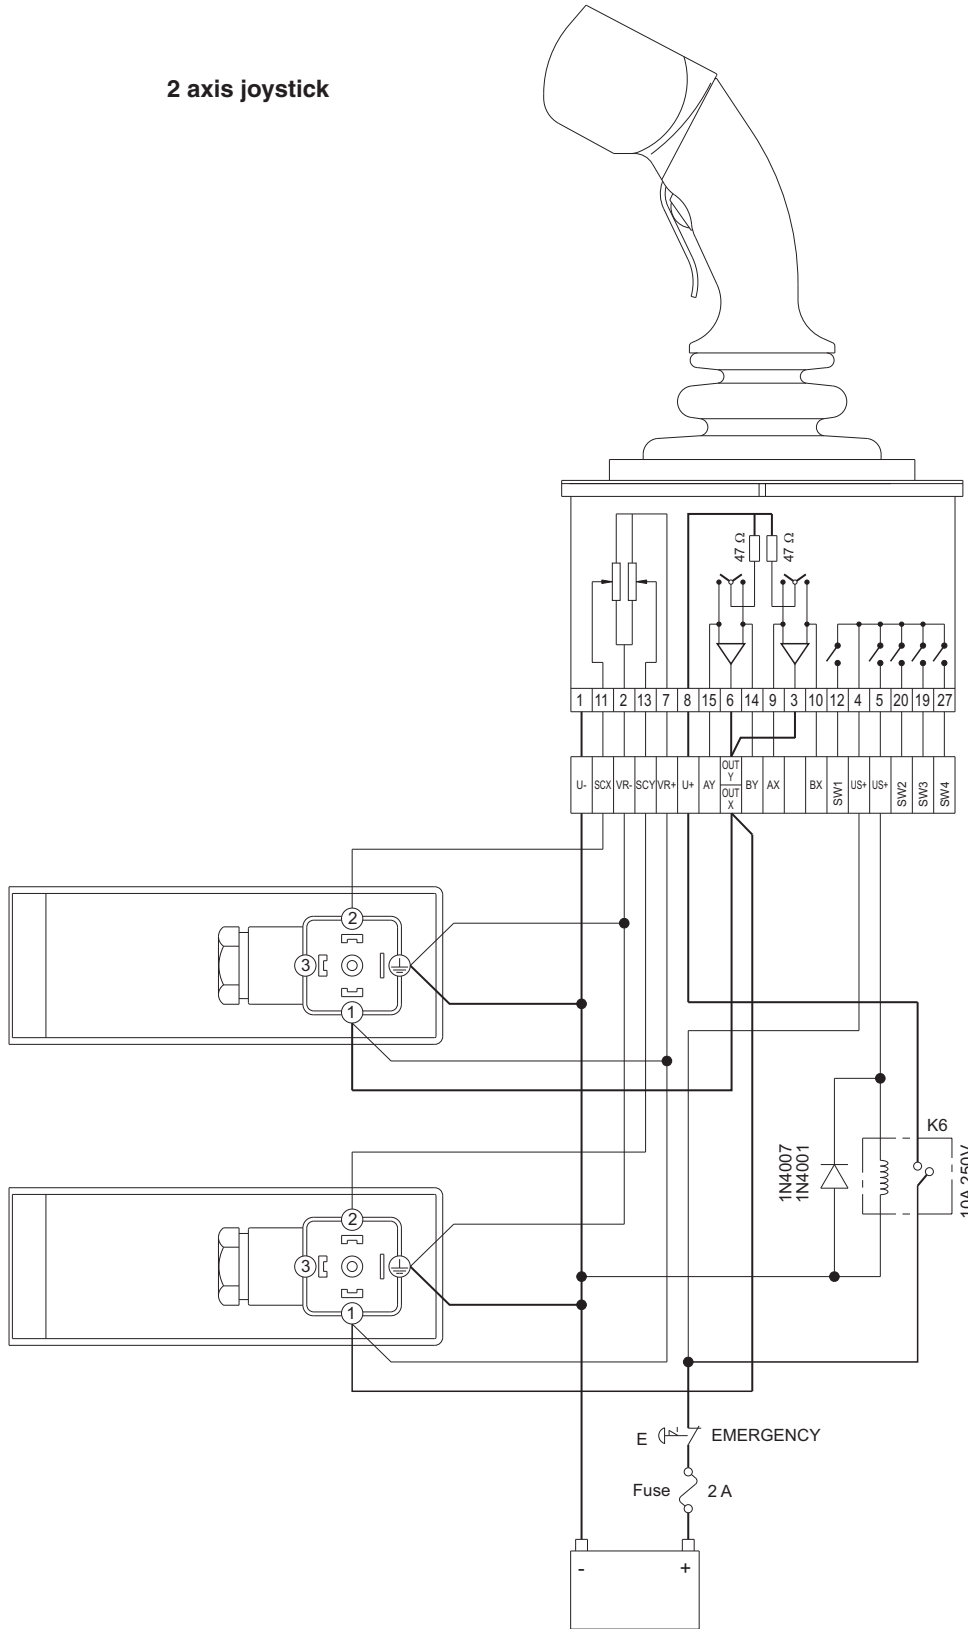 2 axis joystick
47 Ω 47 Ω
1 11 2 13 7 8 15 6 14 9 3 10 12 4 5 20 19 27
U- SCX VR- SCY VR+ U+ AY OUT Y OUT X BY AX BX SW1 US+ US+ SW2 SW3 SW4
2
3
1
K6
1N4007
1N4001
10A 250V
2
3
1
E EMERGENCY
Fuse 2 A
- +